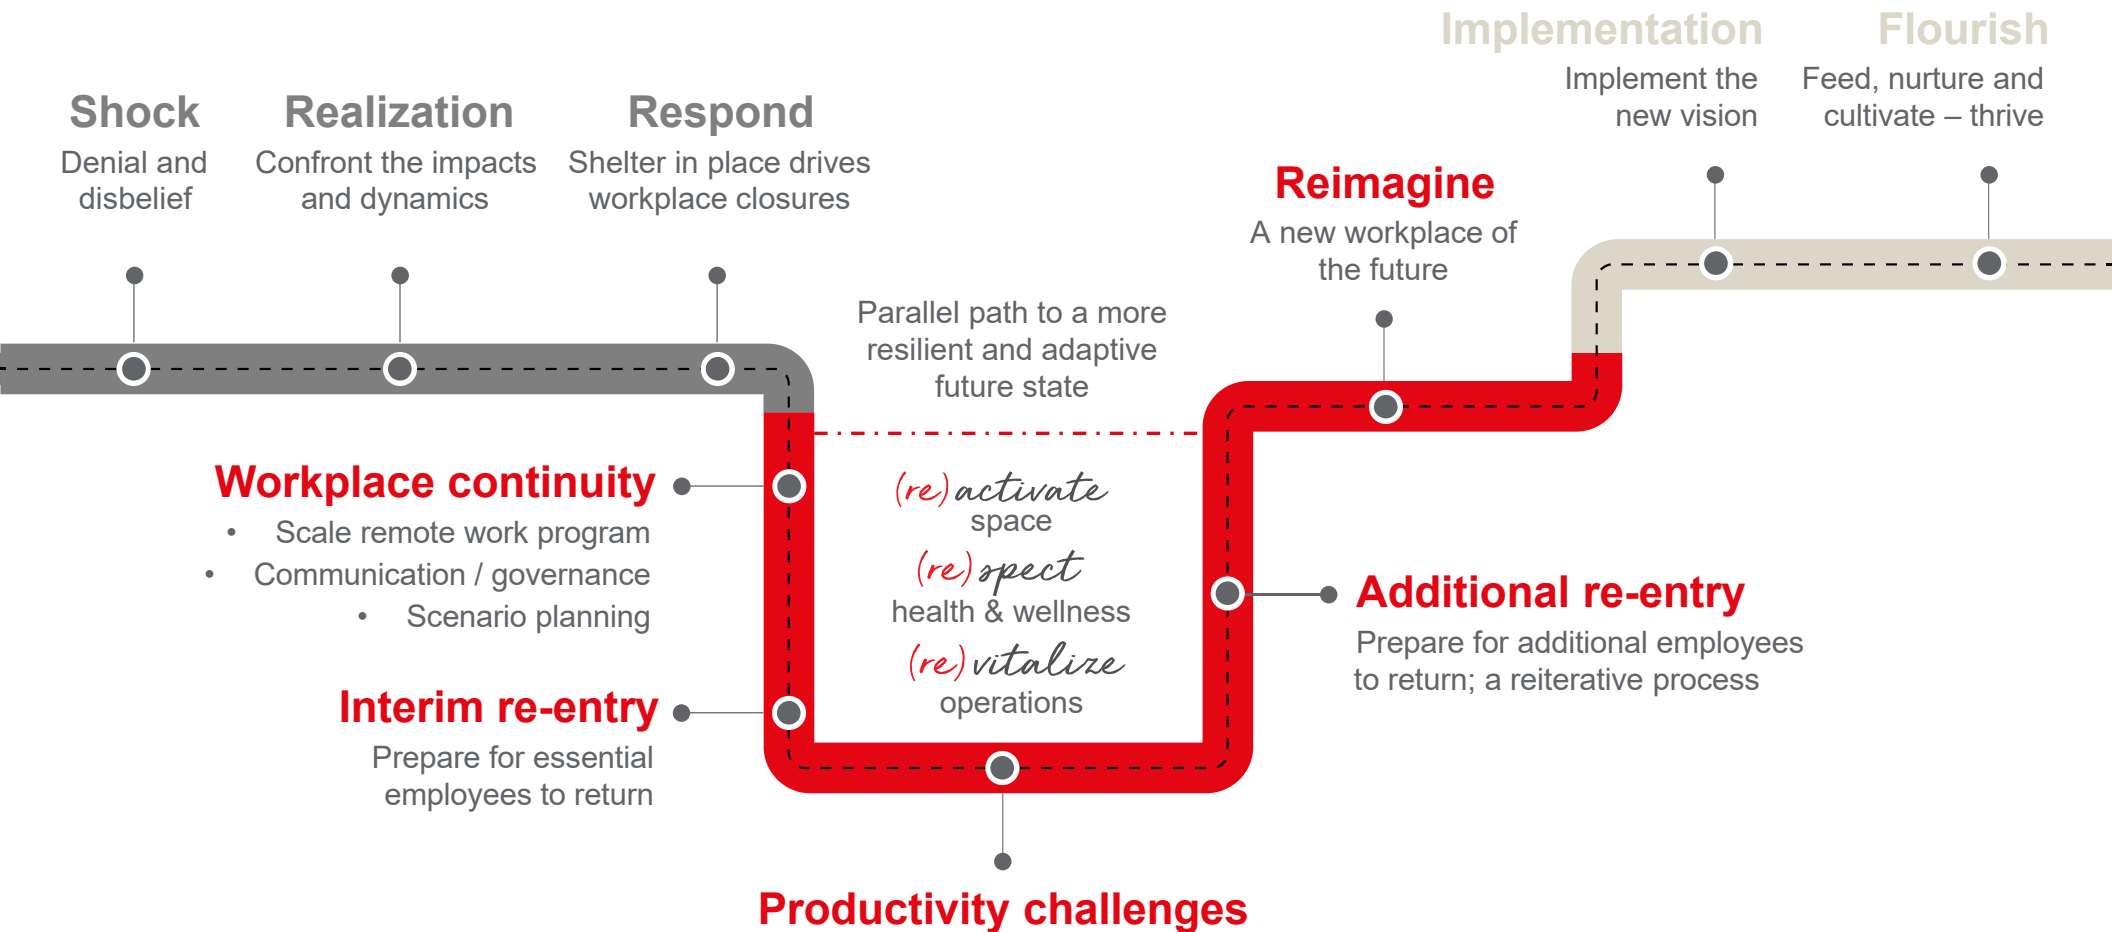 Shock
Denial and
disbelief
Realization
Confront the impacts
and dynamics
Respond
Shelter in place drives
workplace closures
Workplace continuity
• Scale remote work program
• Communication / governance
• Scenario planning
Interim re-entry
Prepare for essential
employees to return
Parallel path to a more
resilient and adaptive
future state
(re)activate
space
(re)spect
health & wellness
(re)vitalize
operations
Productivity challenges
Additional re-entry
Prepare for additional employees
to return; a reiterative process
Reimagine
A new workplace of
the future
Implementation
Implement the
new vision
Flourish
Feed, nurture and
cultivate – thrive